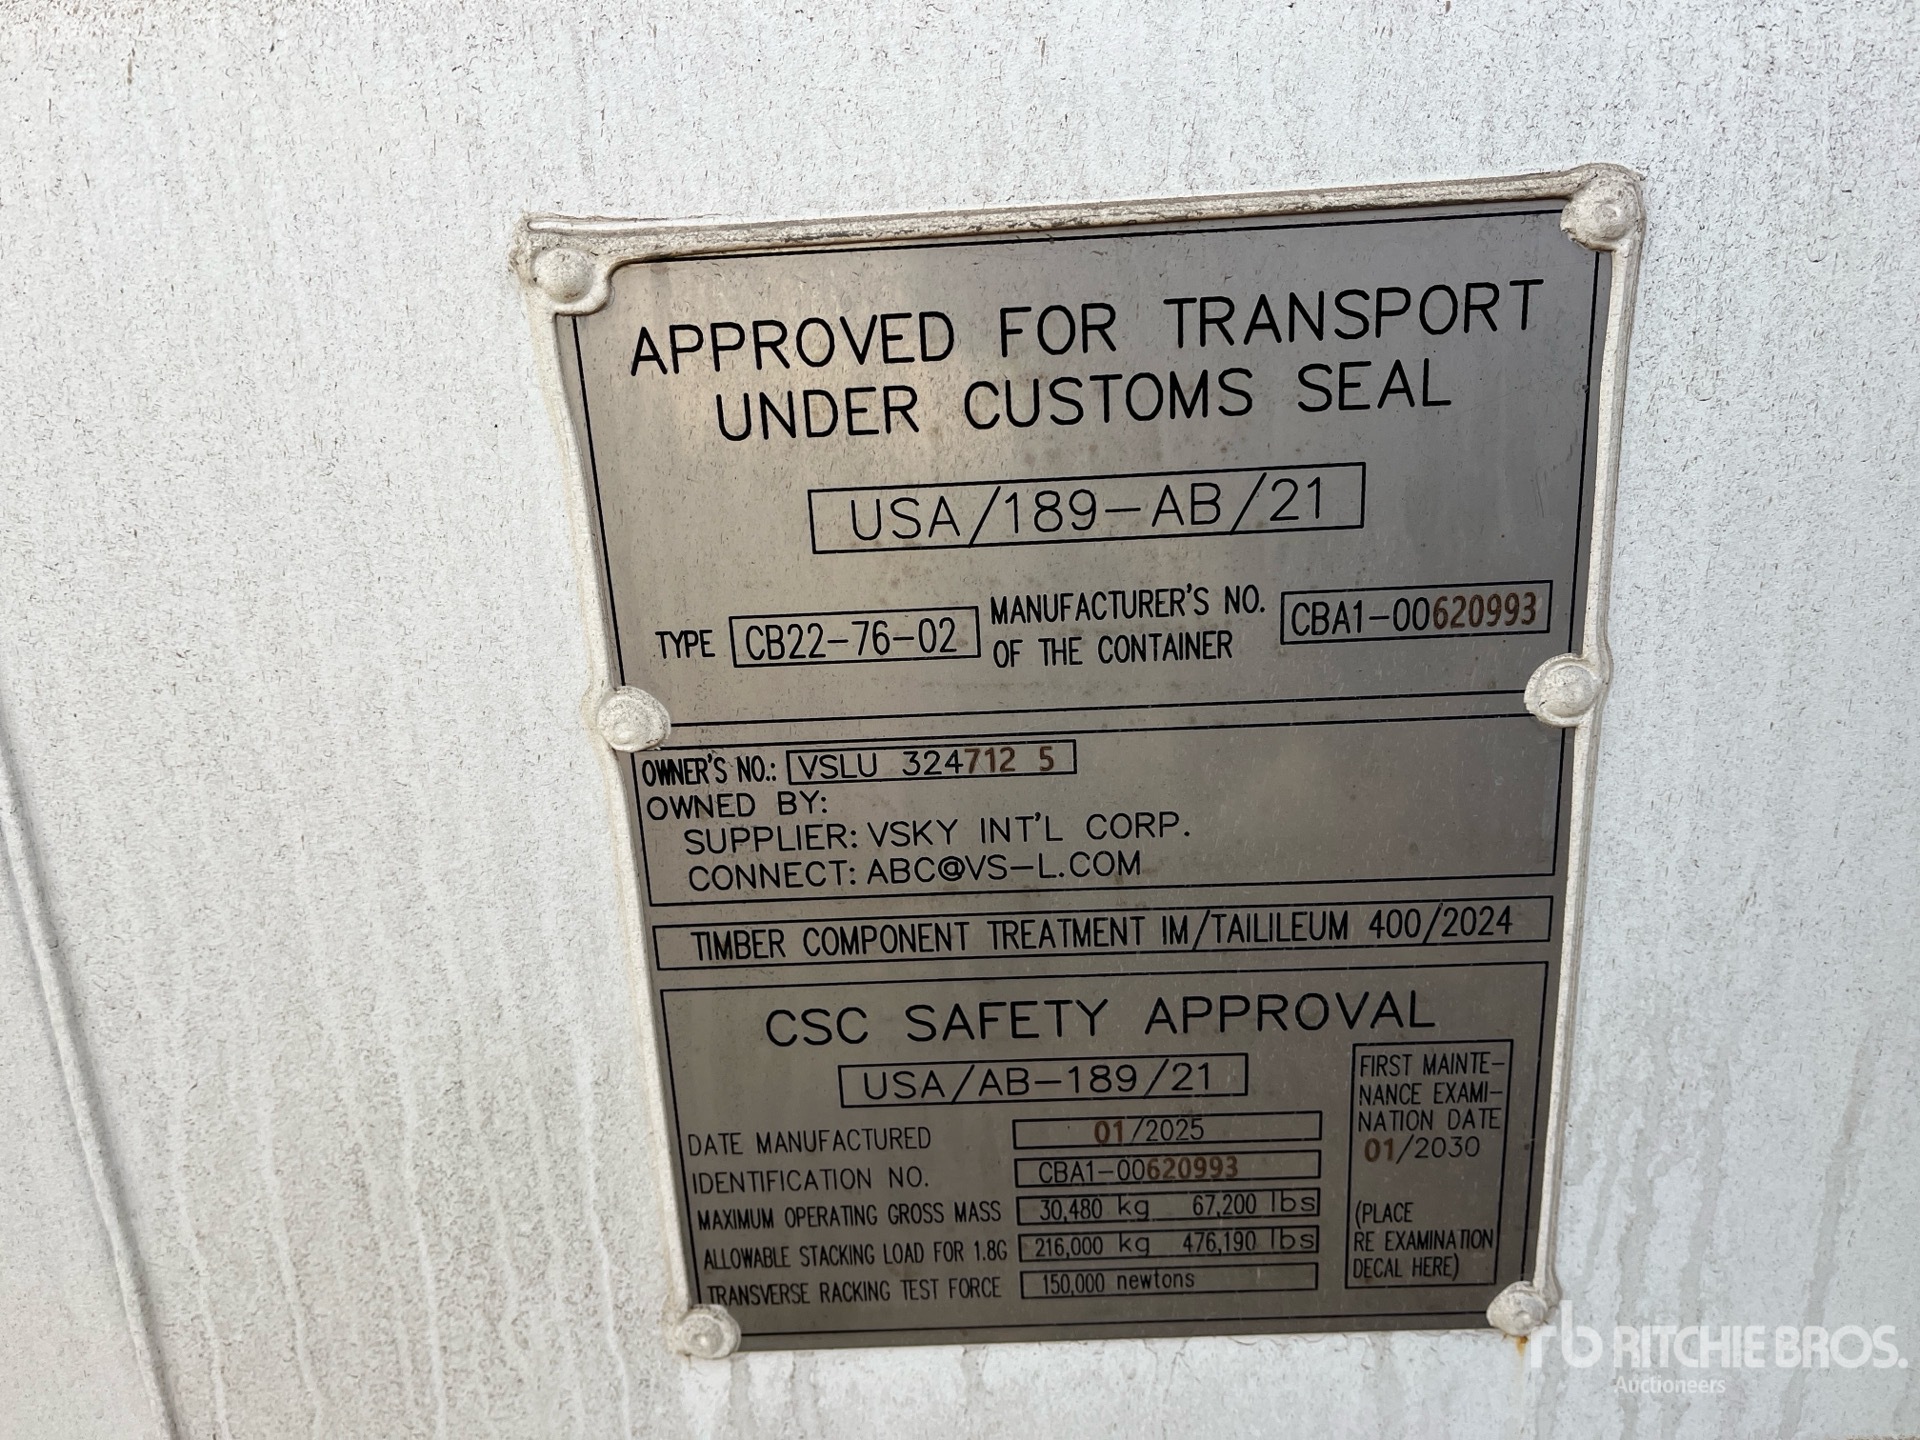 APPROVED FOR TRANSPORT
UNDER CUSTOMS SEAL
USA/189-AB/21
TYPE CB22-76-02 MANUFACTURER'S NO. OF THE CONTAINER CBA1-00620993
OWNER'S NO.: VSLU 324712 5
OWNED BY:
SUPPLIER: VSKY INT'L CORP.
CONNECT: ABC@VS-L.COM
TIMBER COMPONENT TREATMENT IM/TAILILEUM 400/2024
CSC SAFETY APPROVAL
USA/AB-189/21
DATE MANUFACTURED 01/2025
IDENTIFICATION NO. CBA1-00620993
MAXIMUM OPERATING GROSS MASS 30,480 kg 67,200 lbs
ALLOWABLE STACKING LOAD FOR 1.8G 216,000 kg 476,190 lbs
TRANSVERSE RACKING TEST FORCE 150,000 newtons
FIRST MAINTE-
NANCE EXAMI-
NATION DATE
01/2030
(PLACE
RE EXAMINATION
DECAL HERE)
rb RITCHIE BROS.
Auctioneers